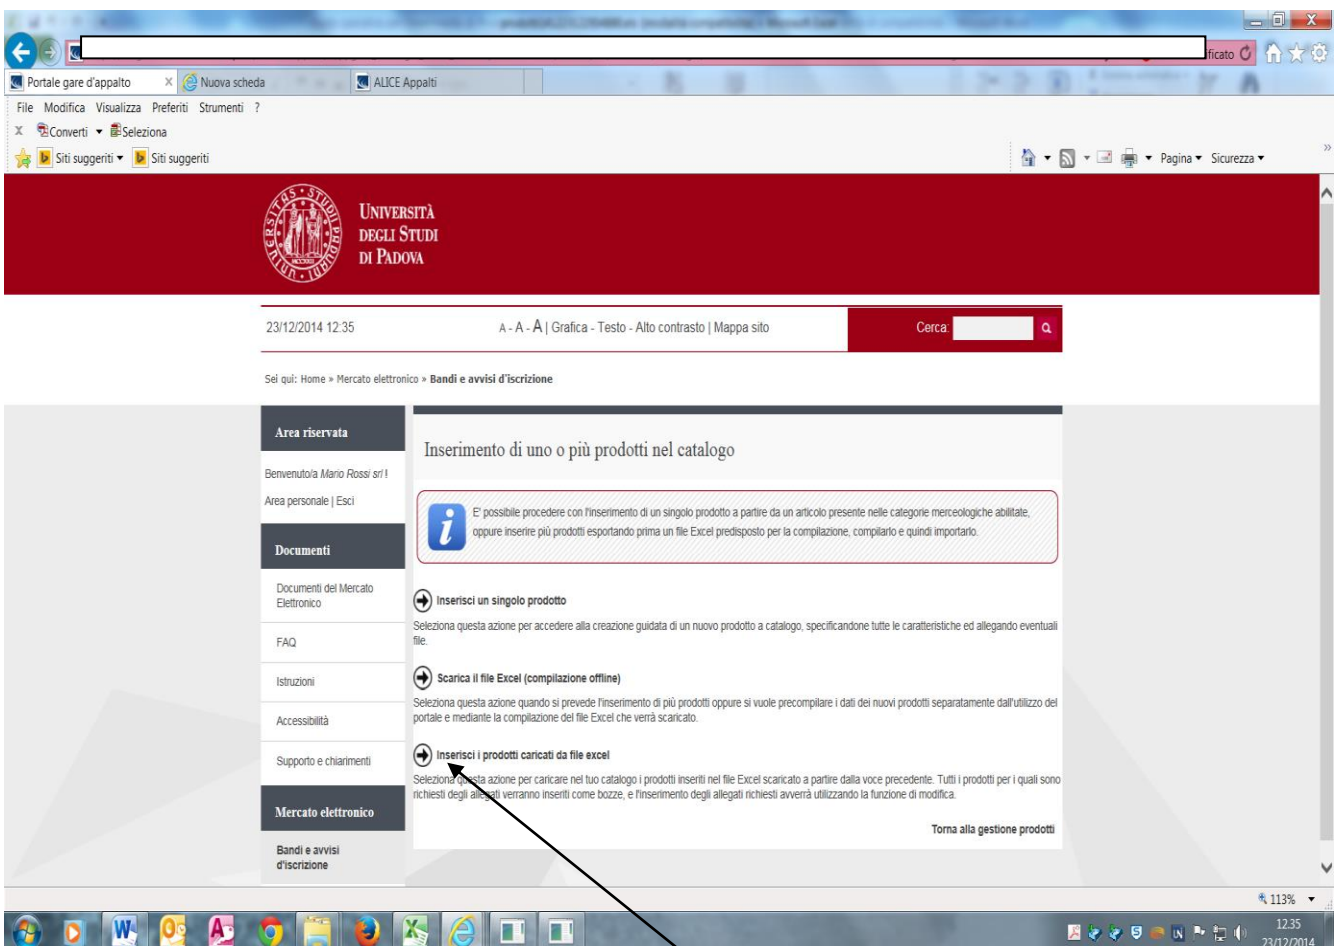 ificato
Portale gare d'appalto X Nuova scheda ALICE Appalti
File Modifica Visualizza Preferiti Strumenti ?
X Converti Seleziona
Siti suggeriti Siti suggeriti Pagina Sicurezza »
UNIVERSITÀ
DEGLI STUDI
DI PADOVA
23/12/2014 12:35 A - A - A | Grafica - Testo - Alto contrasto | Mappa sito Cerca:
Sei qui: Home » Mercato elettronico » Bandi e avvisi d'iscrizione
Area riservata
Benvenuto/a Mario Rossi srl !
Area personale | Esci
Documenti
Documenti del Mercato
Elettronico
FAQ
Istruzioni
Accessibilità
Supporto e chiarimenti
Mercato elettronico
Bandi e avvisi
d'iscrizione
Inserimento di uno o più prodotti nel catalogo
E' possibile procedere con l'inserimento di un singolo prodotto a partire da un articolo presente nelle categorie merceologiche abilitate,
oppure inserire più prodotti esportando prima un file Excel predisposto per la compilazione, compilarlo e quindi importarlo.
Inserisci un singolo prodotto
Seleziona questa azione per accedere alla creazione guidata di un nuovo prodotto a catalogo, specificandone tutte le caratteristiche ed allegando eventuali
file.
Scarica il file Excel (compilazione offline)
Seleziona questa azione quando si prevede l'inserimento di più prodotti oppure si vuole precompilare i dati dei nuovi prodotti separatamente dall'utilizzo del
portale e mediante la compilazione del file Excel che verrà scaricato.
Inserisci i prodotti caricati da file excel
Seleziona questa azione per caricare nel tuo catalogo i prodotti inseriti nel file Excel scaricato a partire dalla voce precedente. Tutti i prodotti per i quali sono
richiesti degli allegati verranno inseriti come bozze, e l'inserimento degli allegati richiesti avverrà utilizzando la funzione di modifica.
Torna alla gestione prodotti
113%
12.35
23/12/2014